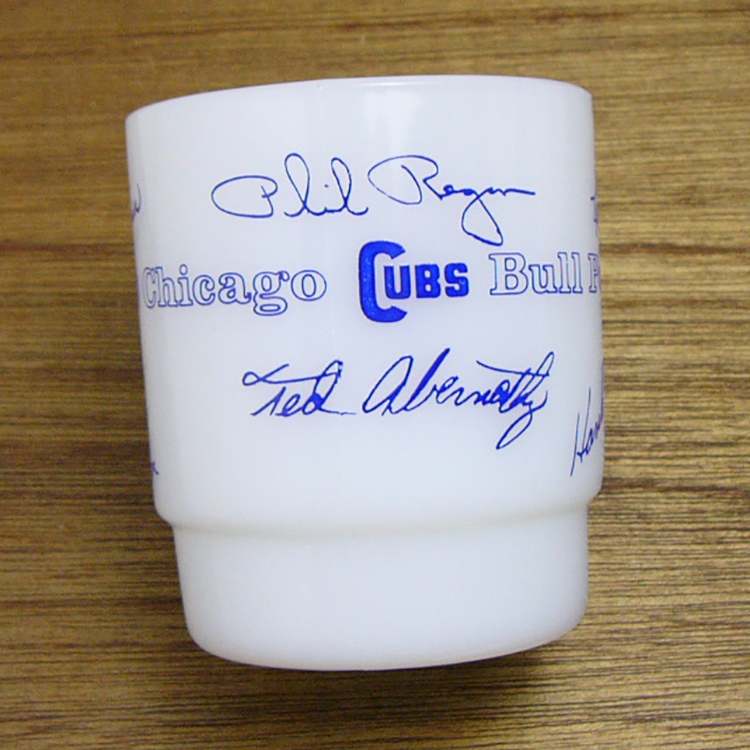 Phil Regan
Chicago CUBS Bull
Ted Abernathy